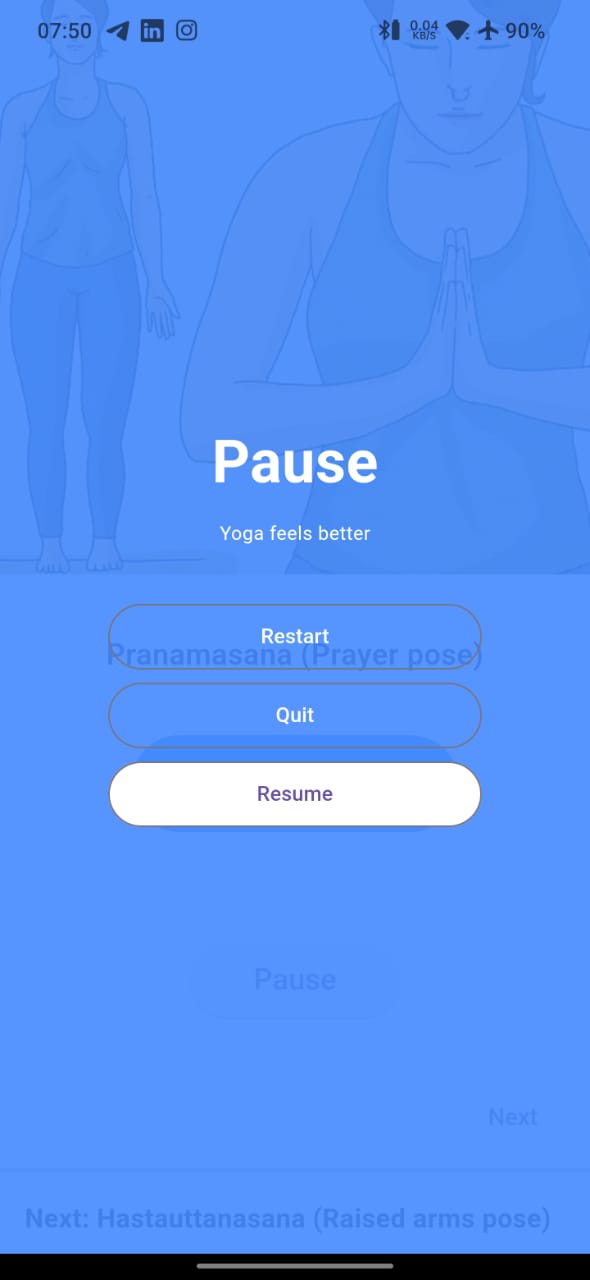 07:50
0.04
KB/S
90%
Pause
Yoga feels better
Restart
Pranamasana (Prayer pose)
Quit
Resume
Pause
Next
Next: Hastauttanasana (Raised arms pose)